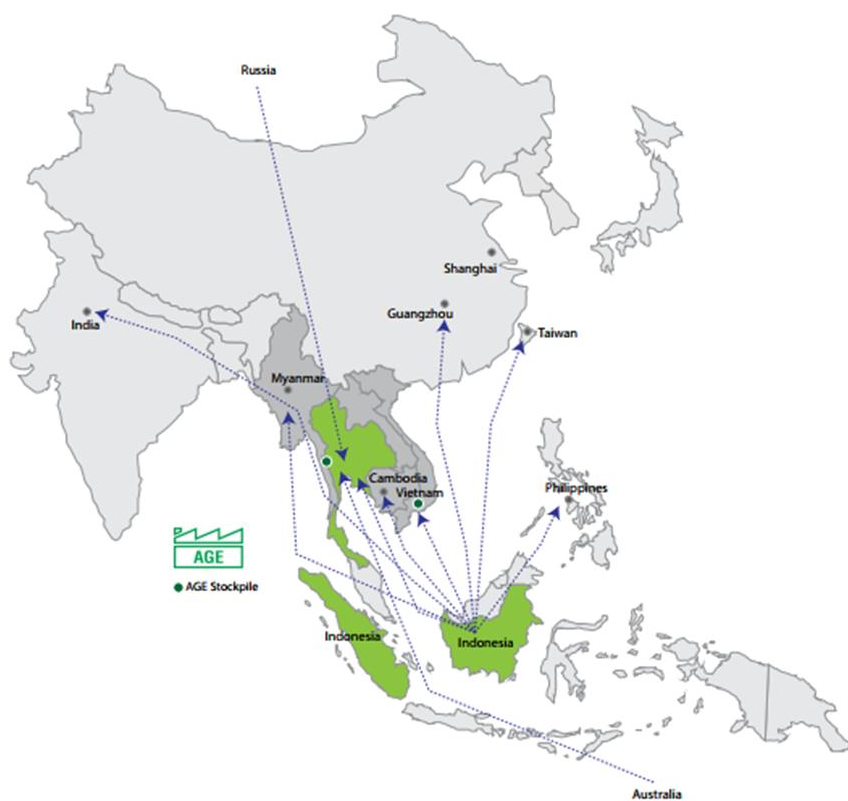 Russia
Shanghai
Guangzhou
India
Taiwan
Myanmar
Cambodia
Vietnam
Philippines
AGE
AGE Stockpile
Indonesia
Indonesia
Australia